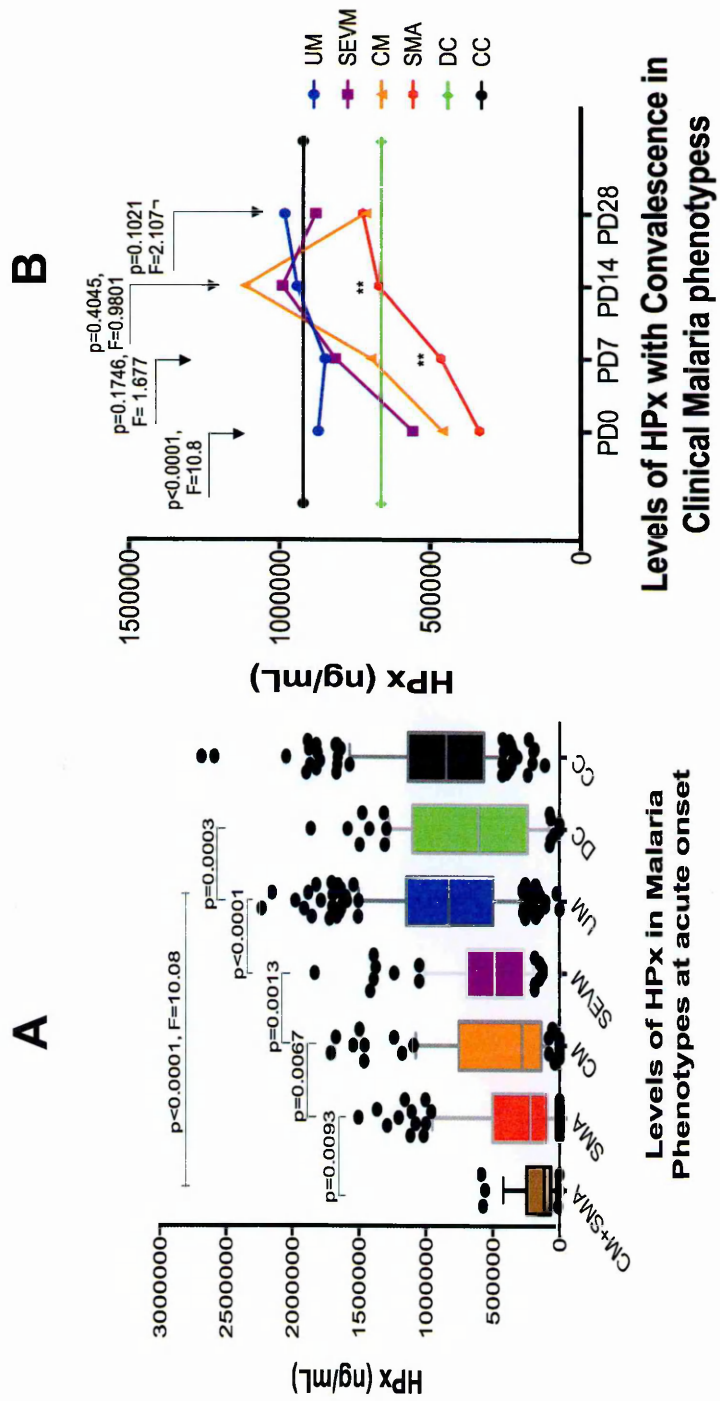 A
3000000
2500000
2000000
1500000
1000000
500000
0
HPx (ng/mL)
p<0.0001, F=10.08
p=0.0003
p<0.0001
p=0.0013
p=0.0067
p=0.0093
CM+SMA
SMA
CM
SEVM
UM
DC
CC
Levels of HPx in Malaria
Phenotypes at acute onset
B
1500000
1000000
500000
0
HPx (ng/mL)
p<0.0001,
F=10.8
p=0.1746,
F= 1.677
p=0.4045,
F=0.9801
p=0.1021
F=2.107¬
**
**
PD0 PD7 PD14 PD28
UM
SEVM
CM
SMA
DC
CC
Levels of HPx with Convalescence in
Clinical Malaria phenotypess